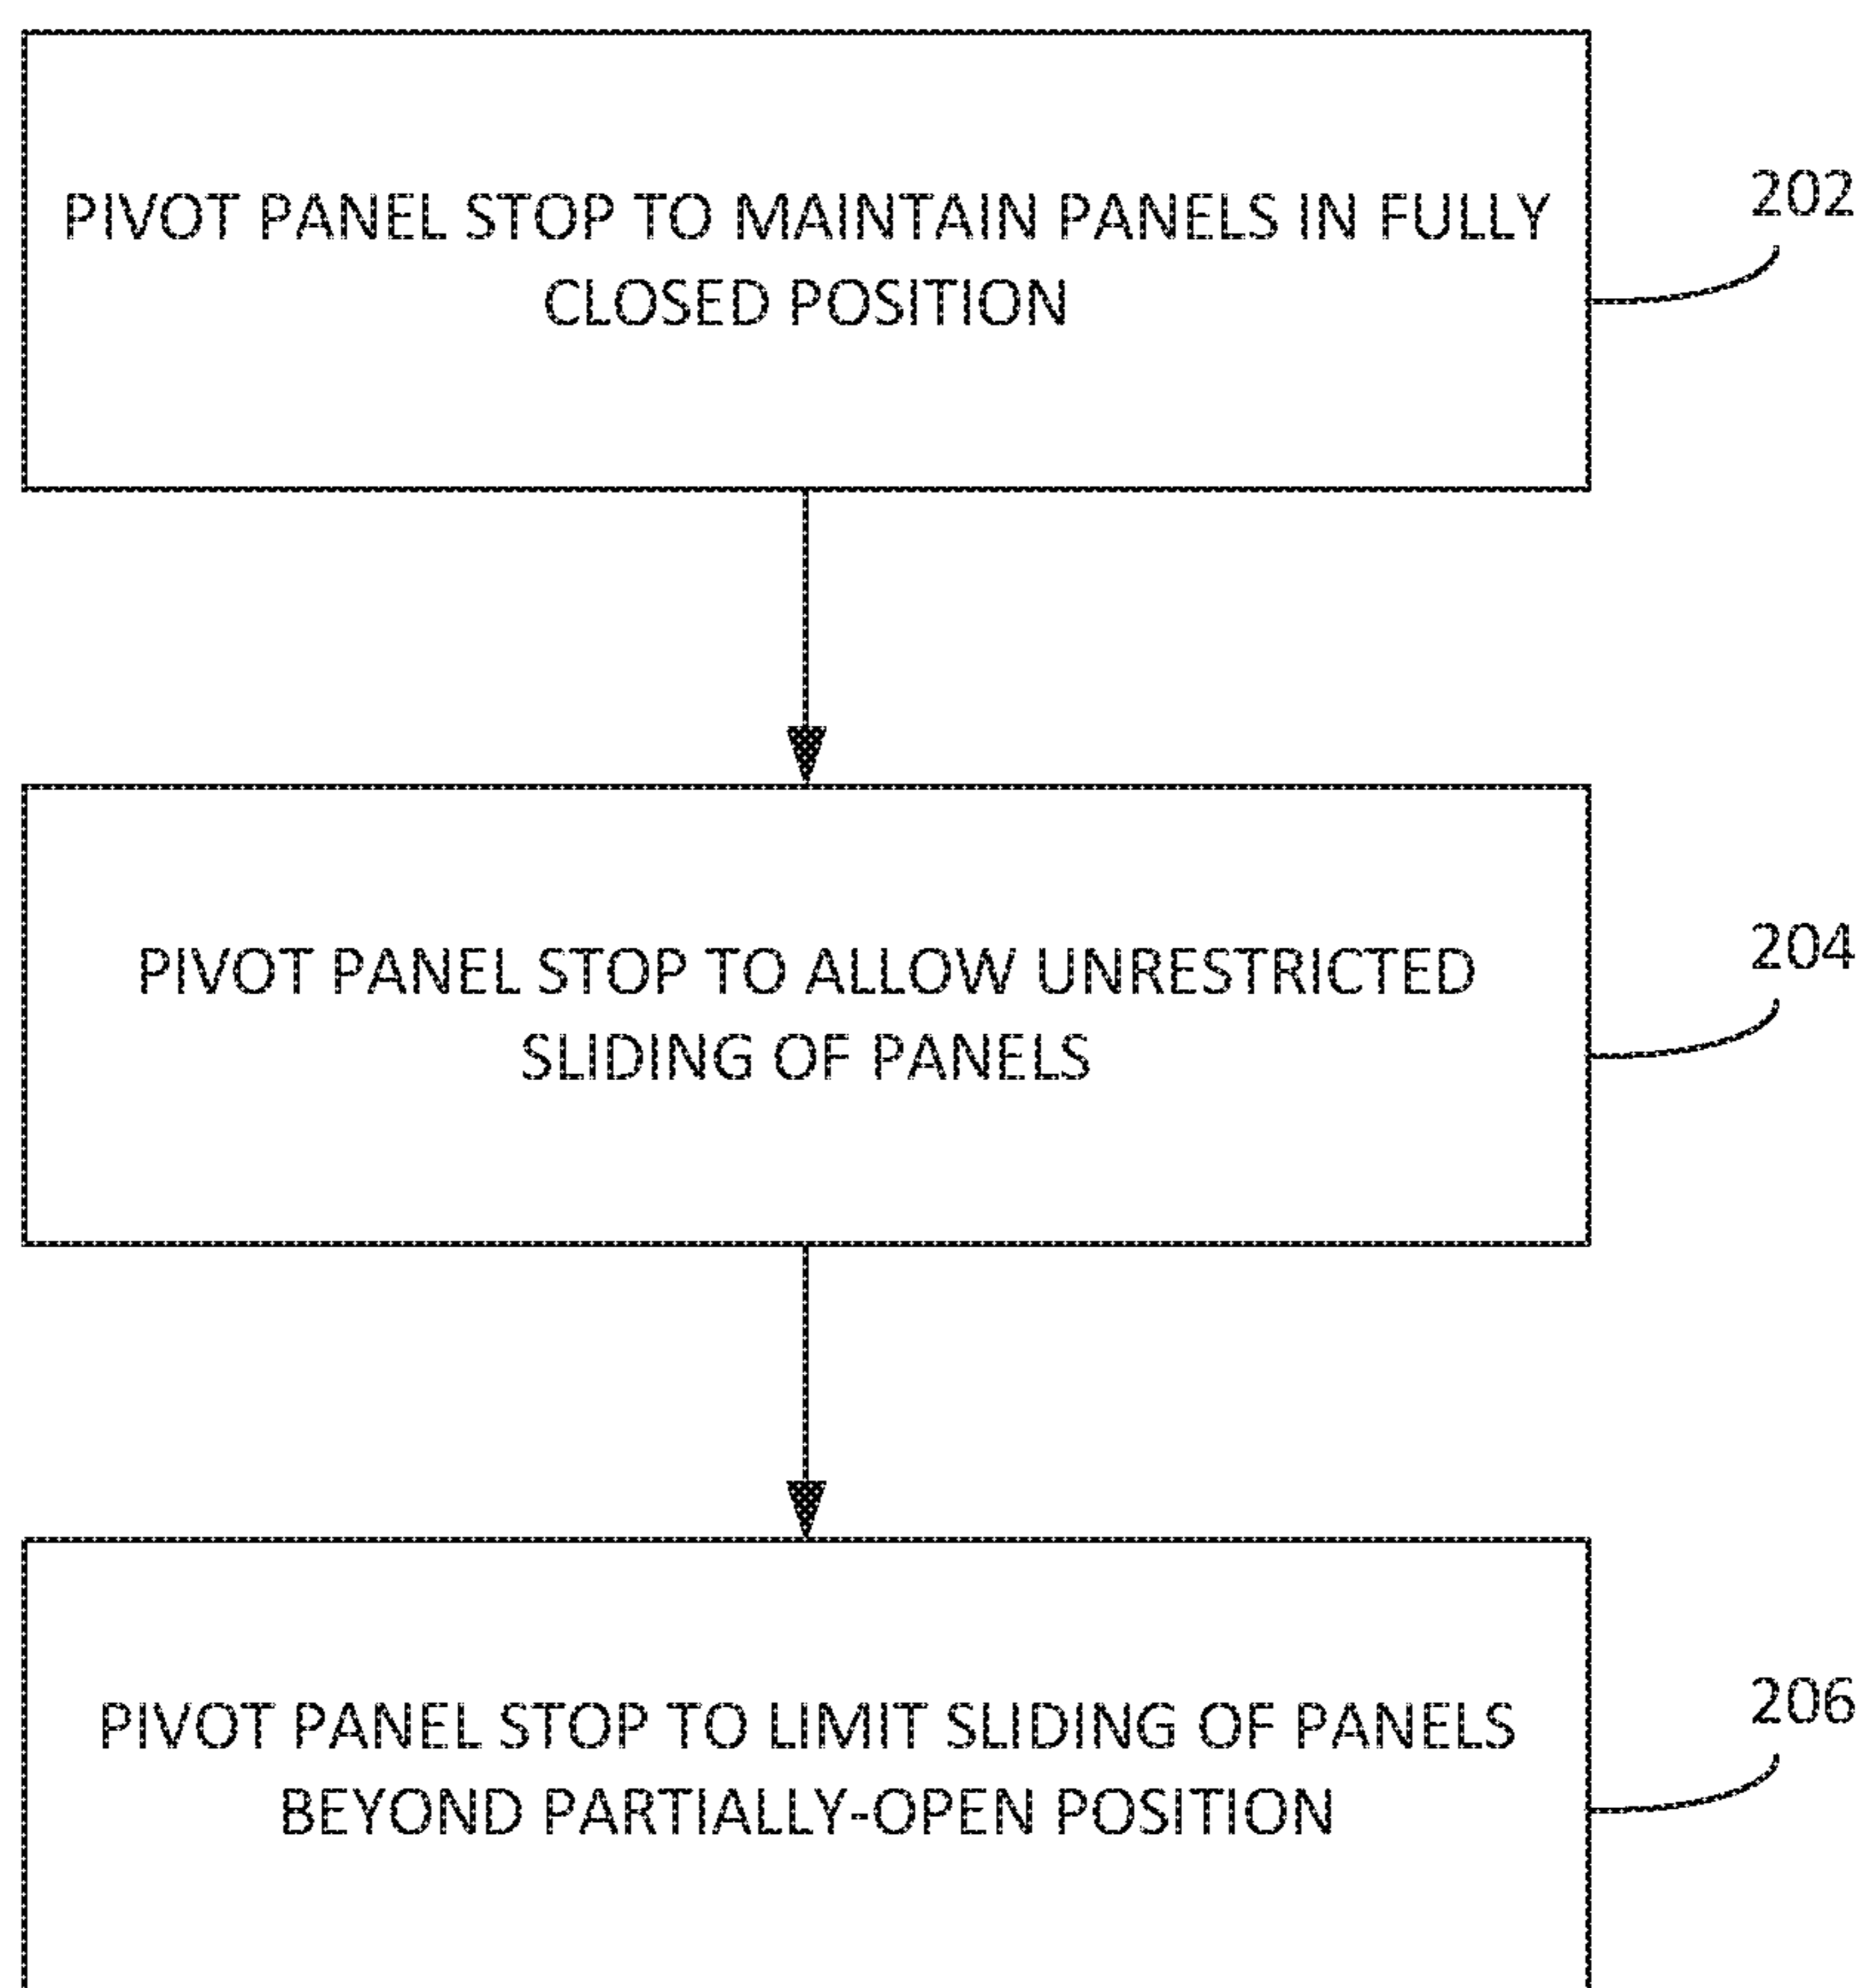 PIVOT PANEL STOP TO MAINTAIN PANELS IN FULLY
CLOSED POSITION
202
PIVOT PANEL STOP TO ALLOW UNRESTRICTED
SLIDING OF PANELS
204
PIVOT PANEL STOP TO LIMIT SLIDING OF PANELS
BEYOND PARTIALLY-OPEN POSITION
206